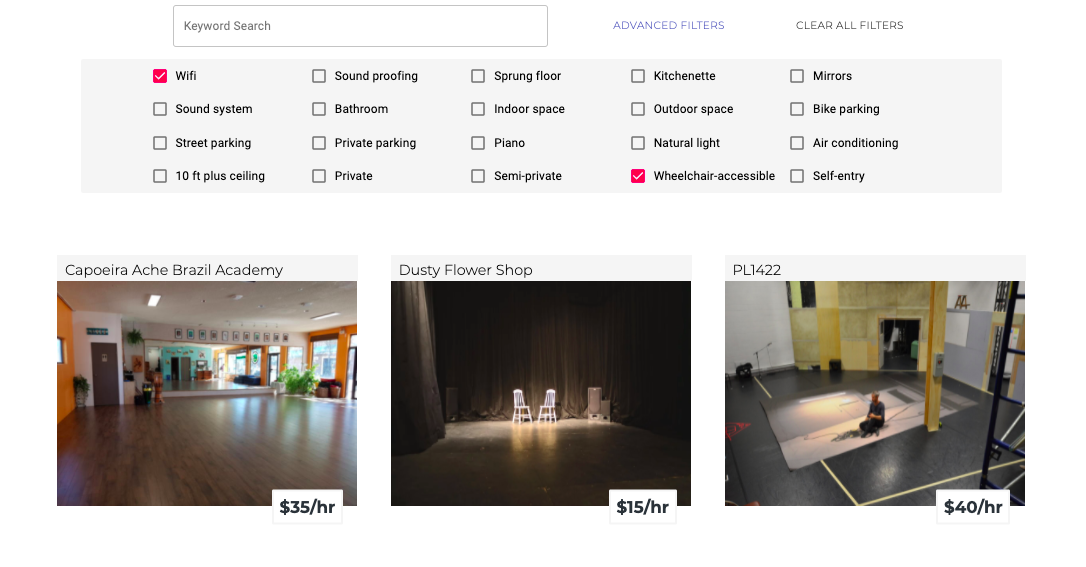 Keyword Search
ADVANCED FILTERS
CLEAR ALL FILTERS
Wifi
Sound proofing
Sprung floor
Kitchenette
Mirrors
Sound system
Bathroom
Indoor space
Outdoor space
Bike parking
Street parking
Private parking
Piano
Natural light
Air conditioning
10 ft plus ceiling
Private
Semi-private
Wheelchair-accessible
Self-entry
Capoeira Ache Brazil Academy
Dusty Flower Shop
PL1422
$35/hr
$15/hr
$40/hr